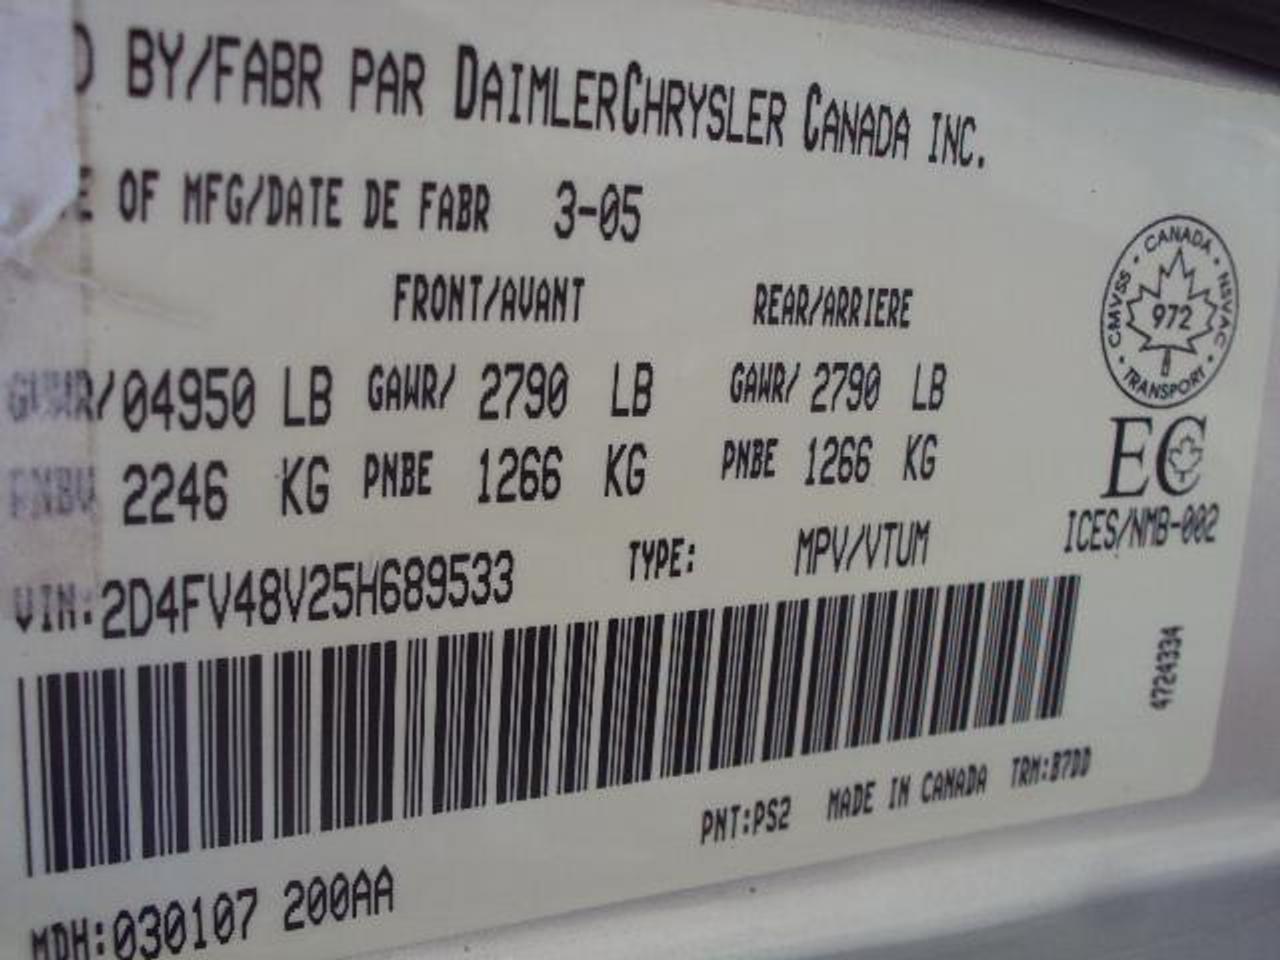 D BY/FABR PAR DAIMLERCHRYSLER CANADA INC.
E OF MFG/DATE DE FABR 3-05
FRONT/AVANT REAR/ARRIERE
GVWR/04950 LB GAWR/ 2790 LB GAWR/ 2790 LB
PNBV 2246 KG PNBE 1266 KG PNBE 1266 KG
VIN:2D4FV48V25H689533 TYPE: MPV/VTUM
CANADA
CMVSS 972 NSVAC
TRANSPORT
EC
ICES/NMB-002
4724334
PNT:PS2 MADE IN CANADA TRM:B7DD
MDH:030107 200AA